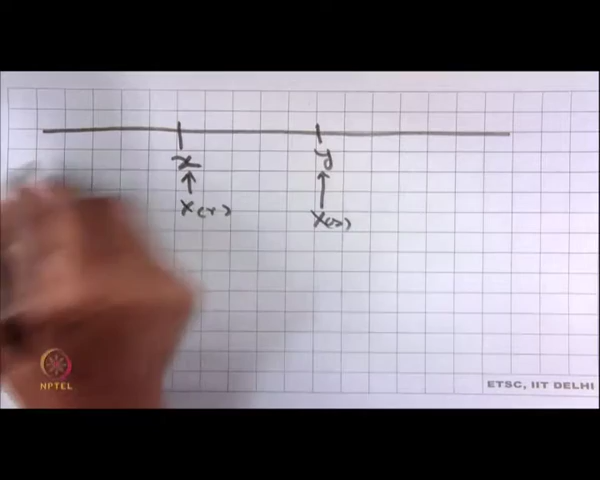 x y
X(r) X(s)
NPTEL
ETSC, IIT DELHI